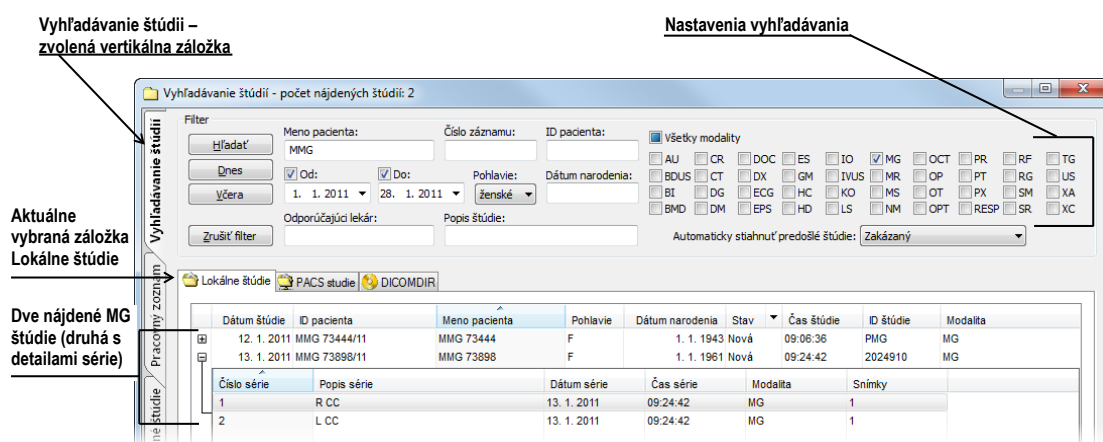 Vyhľadávanie štúdii –
zvolená vertikálna záložka
Nastavenia vyhľadávania
Vyhľadávanie štúdií - počet nájdených štúdií: 2
Vyhľadávanie štúdií
Filter
Meno pacienta:
Číslo záznamu:
ID pacienta:
Hľadať
MMG
Dnes
Od:
Do:
Pohlavie:
Dátum narodenia:
Včera
1. 1. 2011
28. 1. 2011
ženské
Odporúčajúci lekár:
Popis štúdie:
Zrušiť filter
Všetky modality
AU CR DOC ES IO MG OCT PR RF TG
BDUS CT DX GM IVUS MR OP PT RG US
BI DG ECG HC KO MS OT PX SM XA
BMD DM EPS HD LS NM OPT RESP SR XC
Automaticky stiahnuť predošlé štúdie: Zakázaný
Aktuálne
vybraná záložka
Lokálne štúdie
Pracovný zoznam
Lokálne štúdie PACS studie DICOMDIR
Dve nájdené MG
štúdie (druhá s
detailami série)
Dátum štúdie ID pacienta Meno pacienta Pohlavie Dátum narodenia Stav Čas štúdie ID štúdie Modalita
12. 1. 2011 MMG 73444/11 MMG 73444 F 1. 1. 1943 Nová 09:06:36 PMG MG
13. 1. 2011 MMG 73898/11 MMG 73898 F 1. 1. 1961 Nová 09:24:42 2024910 MG
Číslo série Popis série Dátum série Čas série Modalita Snímky
1 R CC 13. 1. 2011 09:24:42 MG 1
2 L CC 13. 1. 2011 09:24:42 MG 1
štúdie